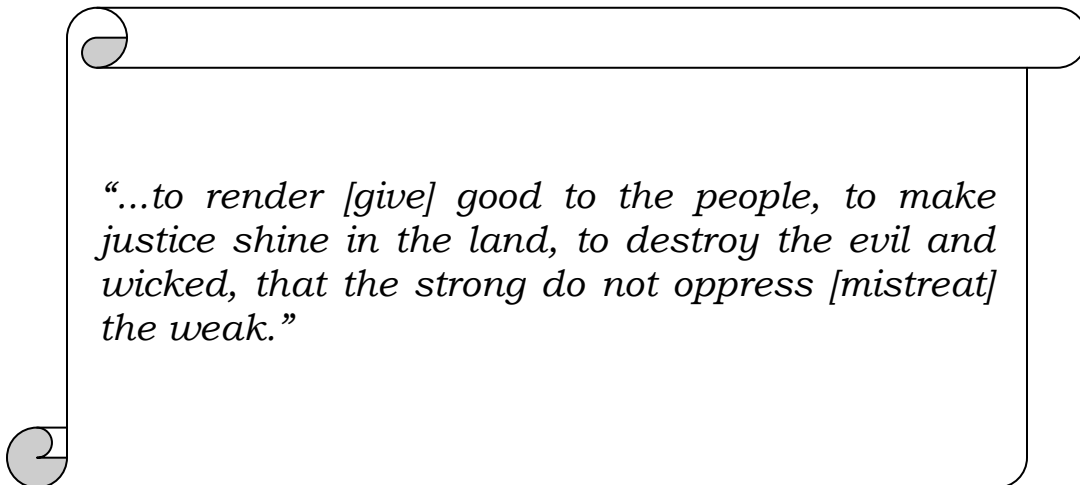 “...to render [give] good to the people, to make
justice shine in the land, to destroy the evil and
wicked, that the strong do not oppress [mistreat]
the weak.”